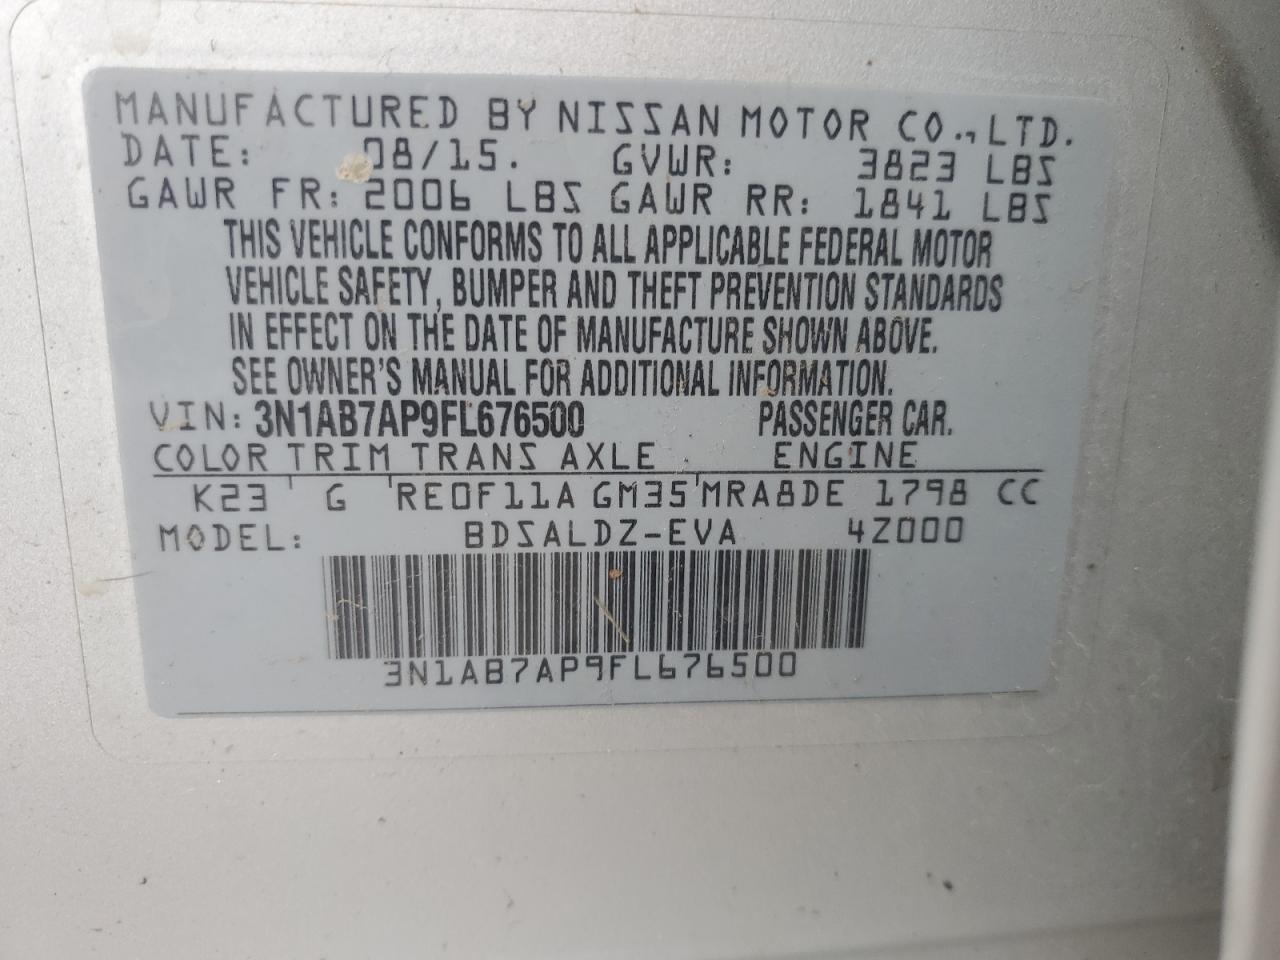 MANUFACTURED BY NISSAN MOTOR CO., LTD.
DATE: 08/15. GVWR: 3823 LBS
GAWR FR: 2006 LBS GAWR RR: 1841 LBS
THIS VEHICLE CONFORMS TO ALL APPLICABLE FEDERAL MOTOR
VEHICLE SAFETY, BUMPER AND THEFT PREVENTION STANDARDS
IN EFFECT ON THE DATE OF MANUFACTURE SHOWN ABOVE.
SEE OWNER'S MANUAL FOR ADDITIONAL INFORMATION.
VIN: 3N1AB7AP9FL676500 PASSENGER CAR.
COLOR TRIM TRANS AXLE ENGINE
K23 G RE0F11A GM35 MRA8DE 1798 CC
MODEL: BDSALDZ-EVA 4Z000
3N1AB7AP9FL676500